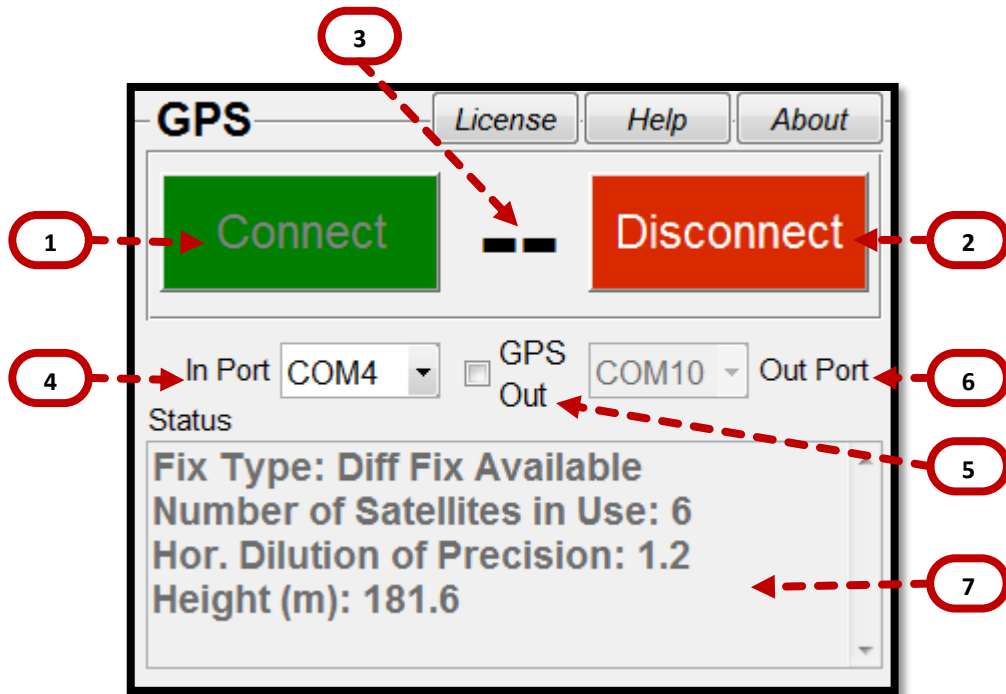 3
GPS License Help About
1 Connect -- Disconnect 2
4 In Port COM4 GPS Out COM10 Out Port 6
Status
5
Fix Type: Diff Fix Available
Number of Satellites in Use: 6
Hor. Dilution of Precision: 1.2
Height (m): 181.6
7